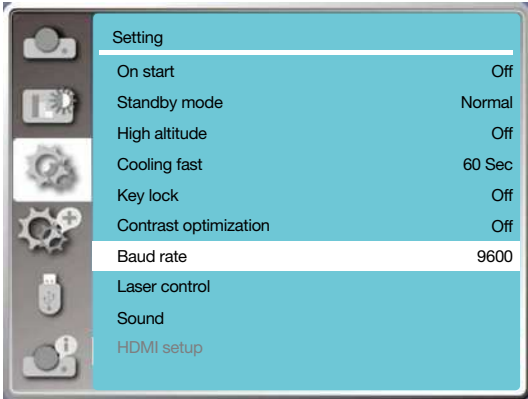 Setting
On start Off
Standby mode Normal
High altitude Off
Cooling fast 60 Sec
Key lock Off
Contrast optimization Off
Baud rate 9600
Laser control
Sound
HDMI setup